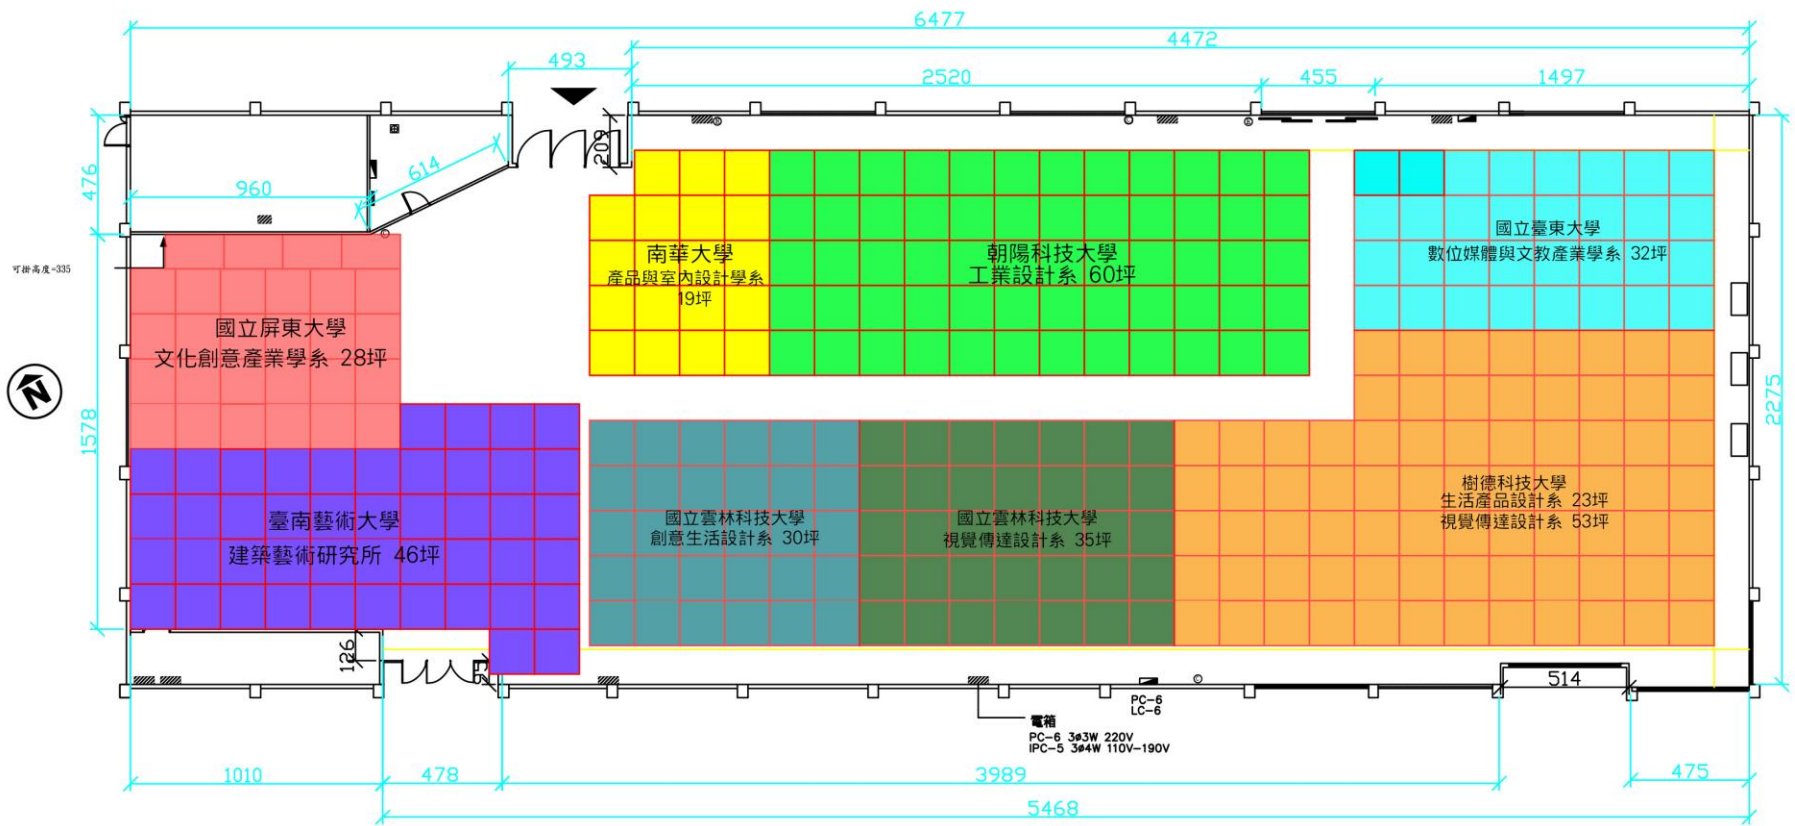 6477
4472
493
2520
455
1497
209
476
614
960
可掛高度=335
南華大學
產品與室內設計學系
19坪
朝陽科技大學
工業設計系 60坪
國立臺東大學
數位媒體與文教產業學系 32坪
國立屏東大學
文化創意產業學系 28坪
N
1578
2275
臺南藝術大學
建築藝術研究所 46坪
國立雲林科技大學
創意生活設計系 30坪
國立雲林科技大學
視覺傳達設計系 35坪
樹德科技大學
生活產品設計系 23坪
視覺傳達設計系 53坪
126
514
PC-6
LC-6
電箱
PC-6 3ø3W 220V
IPC-5 3ø4W 110V-190V
1010
478
3989
475
5468